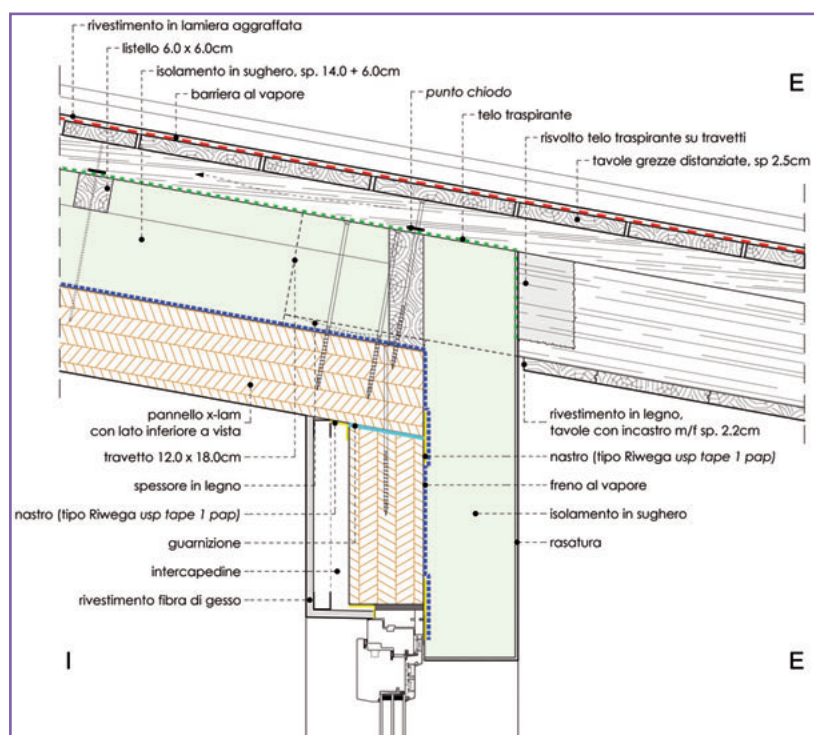 rivestimento in lamiera aggraffata
listello 6.0 x 6.0cm
isolamento in sughero, sp. 14.0 + 6.0cm
barriera al vapore
punto chiodo
telo traspirante
E
risvolto telo traspirante su travetti
tavole grezze distanziate, sp 2.5cm
pannello x-lam
con lato inferiore a vista
travetto 12.0 x 18.0cm
spessore in legno
nastro (tipo Riwega usp tape 1 pap)
guarnizione
intercapedine
rivestimento fibra di gesso
rivestimento in legno,
tavole con incastro m/f sp. 2.2cm
nastro (tipo Riwega usp tape 1 pap)
freno al vapore
isolamento in sughero
rasatura
I
E